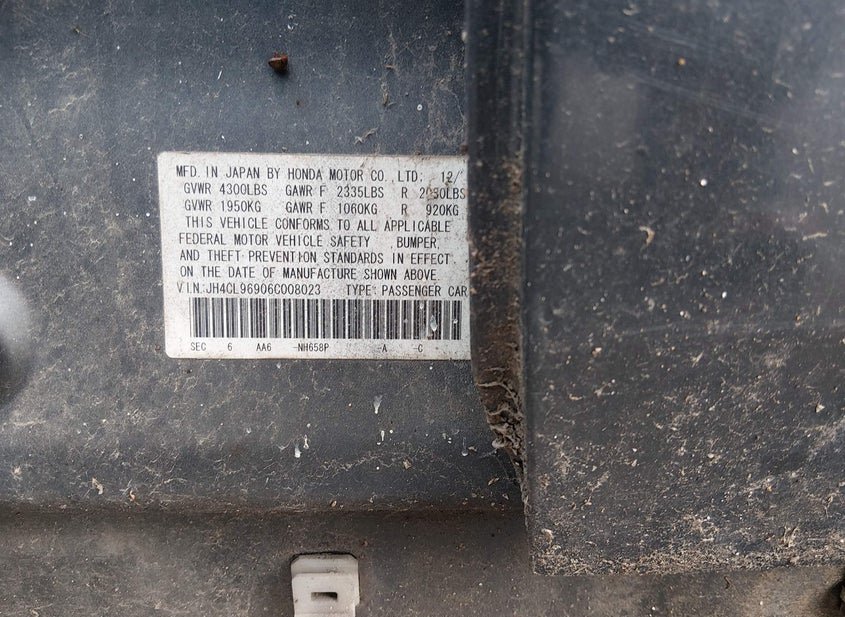 MFD. IN JAPAN BY HONDA MOTOR CO., LTD. 12/
GVWR 4300LBS GAWR F 2335LBS R LBS
GVWR 1950KG GAWR F 1060KG R 920KG
THIS VEHICLE CONFORMS TO ALL APPLICABLE
FEDERAL MOTOR VEHICLE SAFETY , BUMPER,
AND THEFT PREVENTION STANDARDS IN EFFECT
ON THE DATE OF MANUFACTURE SHOWN ABOVE.
V I.N.:JH4CL96906C008023 TYPE: PASSENGER CAR
SEC 6 AA6 -NH658P -A -C